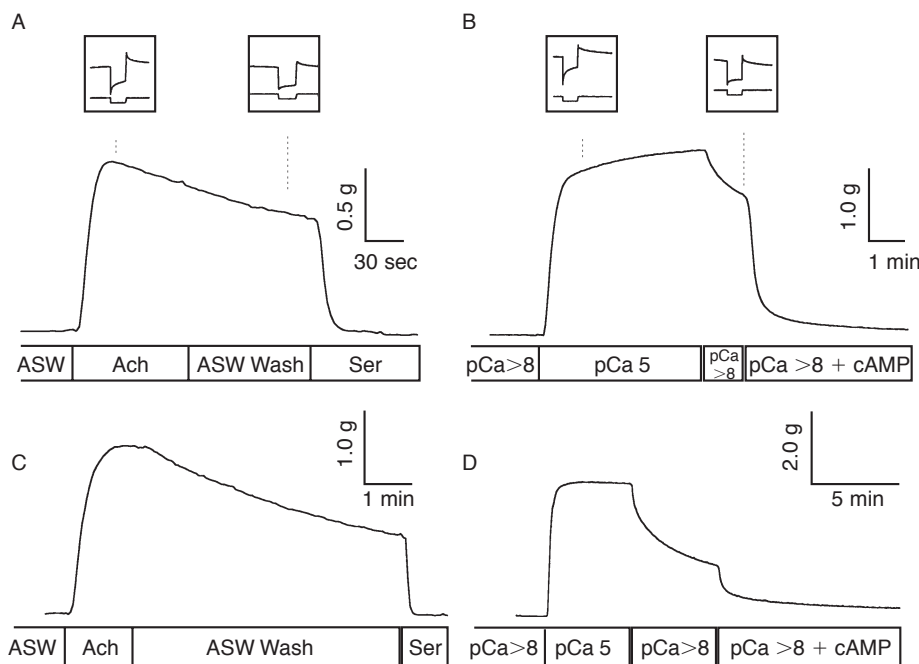 A
B
0.5 g
30 sec
1.0 g
1 min
ASW Ach ASW Wash Ser
pCa>8 pCa 5 pCa >8 pCa >8 + cAMP
C
1.0 g
1 min
D
2.0 g
5 min
ASW Ach ASW Wash Ser
pCa>8 pCa 5 pCa>8 pCa >8 + cAMP